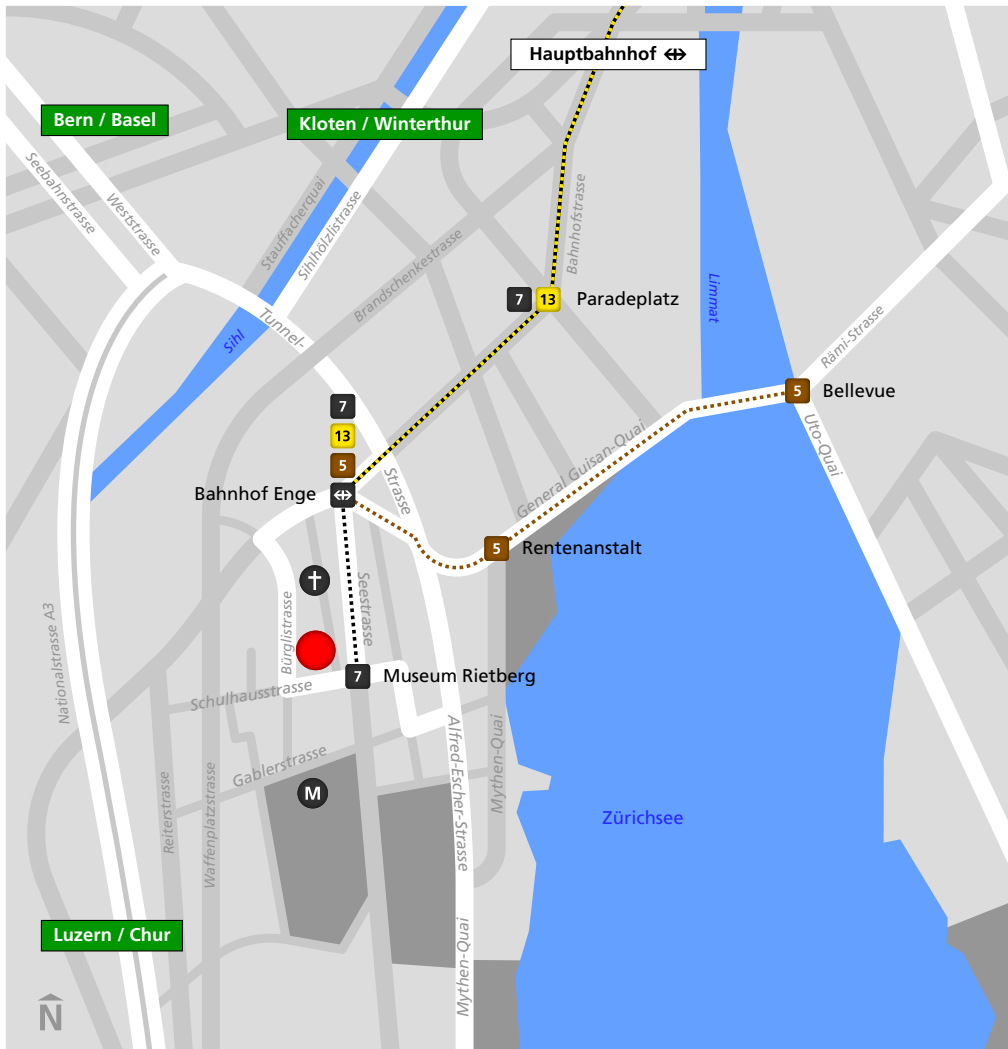 Hauptbahnhof
Bern / Basel
Kloten / Winterthur
Seebahnstrasse
Weststrasse
Stauffacherquai
Sihlhölzlistrasse
Brandschenkestrasse
Bahnhofstrasse
Limmat
7
13
Paradeplatz
Sihl
Tunnel-
Strasse
Rämi-Strasse
5
Bellevue
Uto-Quai
7
13
5
Bahnhof Enge
General Guisan-Quai
5
Rentenanstalt
Nationalstrasse A3
Bürglistrasse
Seestrasse
7
Museum Rietberg
Schulhausstrasse
Gablerstrasse
M
Alfred-Escher-Strasse
Mythen-Quai
Reiterstrasse
Waffenplatzstrasse
Zürichsee
Luzern / Chur
Mythen-Quai
N